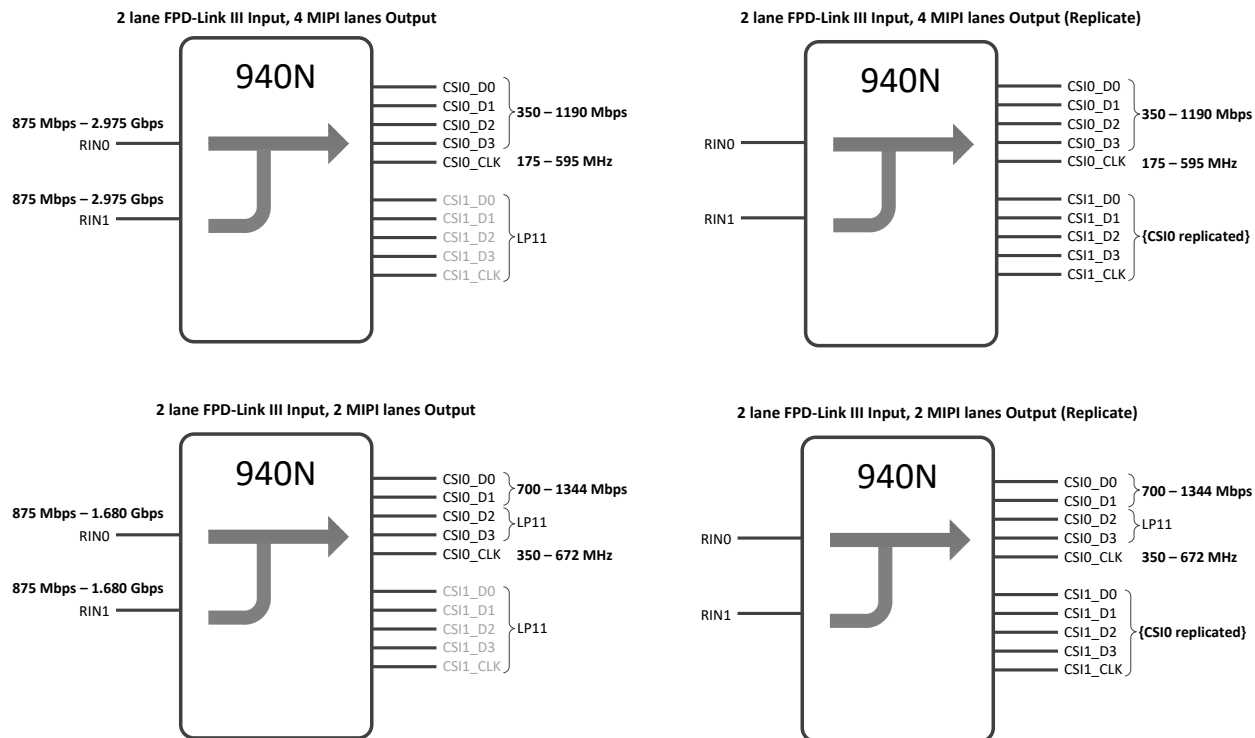 2 lane FPD-Link III Input, 4 MIPI lanes Output
940N
875 Mbps – 2.975 Gbps
RIN0
875 Mbps – 2.975 Gbps
RIN1
CSI0_D0
CSI0_D1
CSI0_D2
CSI0_D3
350 – 1190 Mbps
CSI0_CLK 175 – 595 MHz
CSI1_D0
CSI1_D1
CSI1_D2
CSI1_D3
CSI1_CLK
LP11
2 lane FPD-Link III Input, 4 MIPI lanes Output (Replicate)
940N
RIN0
RIN1
CSI0_D0
CSI0_D1
CSI0_D2
CSI0_D3
350 – 1190 Mbps
CSI0_CLK 175 – 595 MHz
CSI1_D0
CSI1_D1
CSI1_D2
CSI1_D3
CSI1_CLK
{CSI0 replicated}
2 lane FPD-Link III Input, 2 MIPI lanes Output
940N
875 Mbps – 1.680 Gbps
RIN0
875 Mbps – 1.680 Gbps
RIN1
CSI0_D0
CSI0_D1
700 – 1344 Mbps
CSI0_D2
CSI0_D3
LP11
CSI0_CLK 350 – 672 MHz
CSI1_D0
CSI1_D1
CSI1_D2
CSI1_D3
CSI1_CLK
LP11
2 lane FPD-Link III Input, 2 MIPI lanes Output (Replicate)
940N
RIN0
RIN1
CSI0_D0
CSI0_D1
700 – 1344 Mbps
CSI0_D2
CSI0_D3
LP11
CSI0_CLK 350 – 672 MHz
CSI1_D0
CSI1_D1
CSI1_D2
CSI1_D3
CSI1_CLK
{CSI0 replicated}